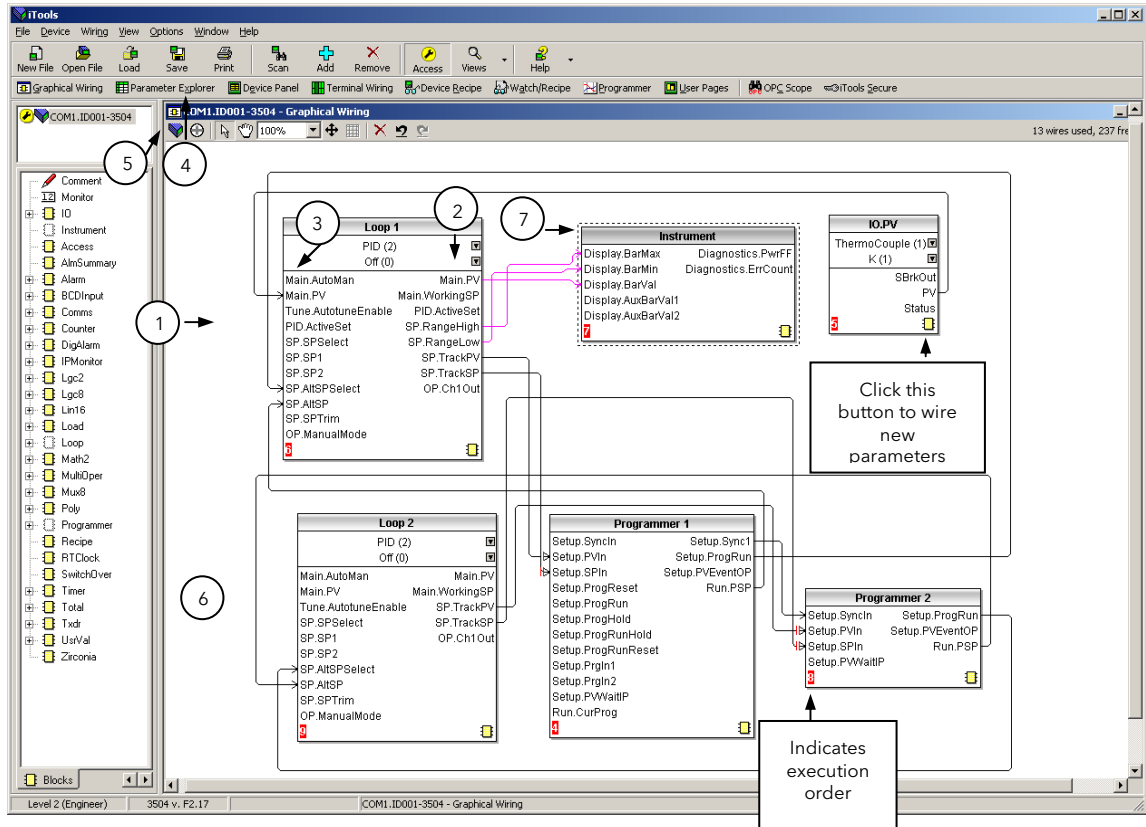 iTools
File Device Wiring View Options Window Help
New File Open File Load Save Print Scan Add Remove Access Views Help
Graphical Wiring Parameter Explorer Device Panel Terminal Wiring Device Recipe Watch/Recipe Programmer User Pages OPC Scope iTools Secure
COM1.ID001-3504
COM1.ID001-3504 - Graphical Wiring
100%
13 wires used, 237 fre
5
4
Comment
12 Monitor
IO
Instrument
Access
AlmSummary
Alarm
BCDInput
Comms
Counter
DigAlarm
IPMonitor
Lgc2
Lgc8
Lin16
Load
Loop
Math2
MultiOper
Mux8
Poly
Programmer
Recipe
RTClock
SwitchOver
Timer
Total
Txdr
UsrVal
Zirconia
Blocks
1
3
2
Loop 1
PID (2)
Off (0)
Main.AutoMan Main.PV
Main.PV Main.WorkingSP
Tune.AutotuneEnable PID.ActiveSet
PID.ActiveSet SP.RangeHigh
SP.SPSelect SP.RangeLow
SP.SP1 SP.TrackPV
SP.SP2 SP.TrackSP
SP.AltSPSelect OP.Ch1Out
SP.AltSP
SP.SPTrim
OP.ManualMode
6
7
Instrument
Display.BarMax Diagnostics.PwrFF
Display.BarMin Diagnostics.ErrCount
Display.BarVal
Display.AuxBarVal1
Display.AuxBarVal2
7
IO.PV
ThermoCouple (1)
K (1)
SBrkOut
PV
Status
5
Click this
button to wire
new
parameters
6
Loop 2
PID (2)
Off (0)
Main.AutoMan Main.PV
Main.PV Main.WorkingSP
Tune.AutotuneEnable SP.TrackPV
SP.SPSelect SP.TrackSP
SP.SP1 OP.Ch1Out
SP.SP2
SP.AltSPSelect
SP.AltSP
SP.SPTrim
OP.ManualMode
9
Programmer 1
Setup.SyncIn Setup.Sync1
Setup.PVIn Setup.ProgRun
Setup.SPIn Setup.PVEventOP
Setup.ProgReset Run.PSP
Setup.ProgRun
Setup.ProgHold
Setup.ProgRunHold
Setup.ProgRunReset
Setup.PrgIn1
Setup.PrgIn2
Setup.PVWaitIP
Run.CurProg
4
Programmer 2
Setup.SyncIn Setup.ProgRun
Setup.PVIn Setup.PVEventOP
Setup.SPIn Run.PSP
Setup.PVWaitIP
Indicates
execution
order
Level 2 (Engineer) 3504 v. F2.17 COM1.ID001-3504 - Graphical Wiring